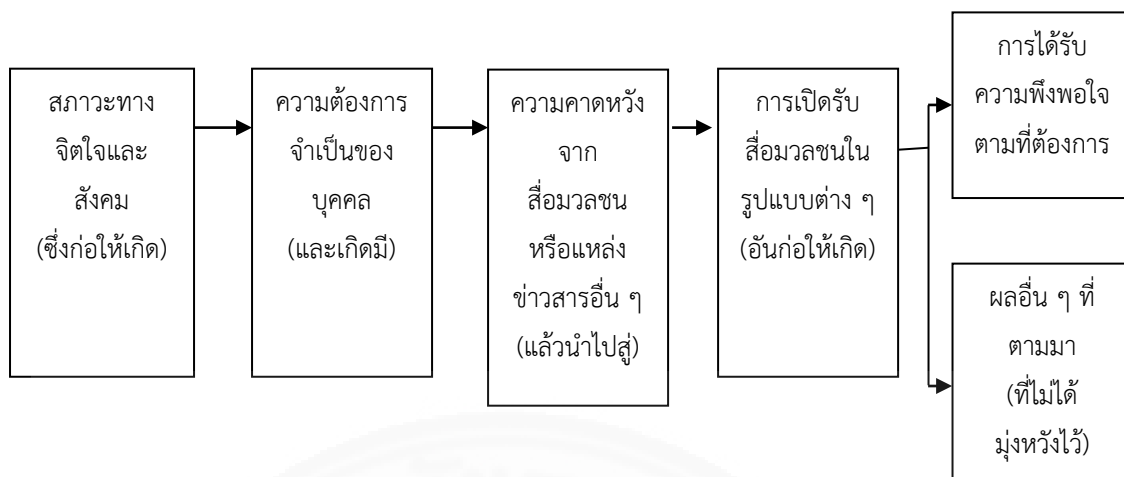 สภาวะทาง
จิตใจและ
สังคม
(ซึ่งก่อให้เกิด)
ความต้องการ
จำเป็นของ
บุคคล
(และเกิดมี)
ความคาดหวัง
จาก
สื่อมวลชน
หรือแหล่ง
ข่าวสารอื่น ๆ
(แล้วนำไปสู่)
การเปิดรับ
สื่อมวลชนใน
รูปแบบต่าง ๆ
(อันก่อให้เกิด)
การได้รับ
ความพึงพอใจ
ตามที่ต้องการ
ผลอื่น ๆ ที่
ตามมา
(ที่ไม่ได้
มุ่งหวังไว้)